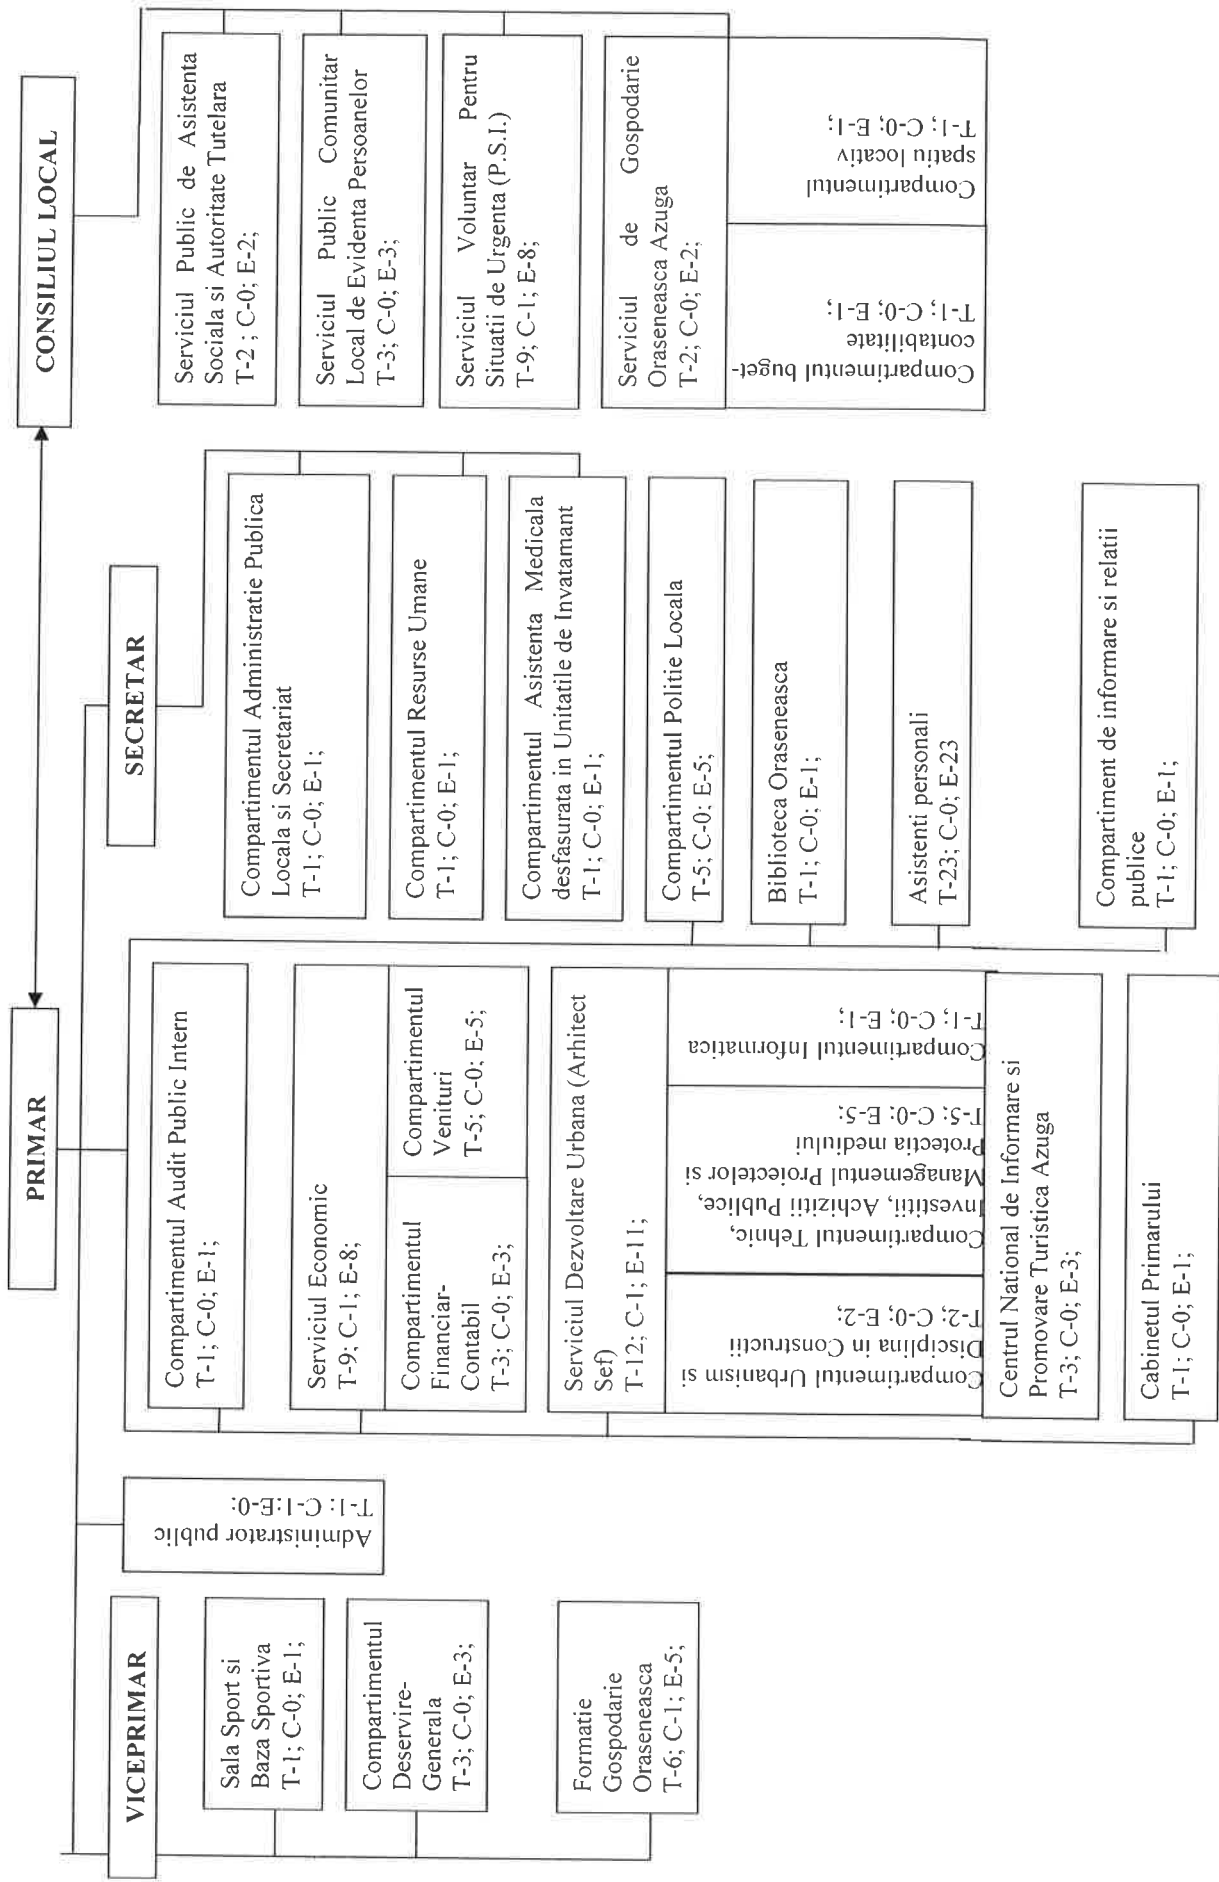 PRIMAR
CONSILIUL LOCAL
VICEPRIMAR
SECRETAR
Administrator public
T-1: C-1:E-0:
Sala Sport si
Baza Sportiva
T-1; C-0; E-1;
Compartimentul
Deservire-
Generala
T-3; C-0; E-3;
Formatie
Gospodarie
Oraseneasca
T-6; C-1; E-5;
Compartimentul Audit Public Intern
T-1; C-0; E-1;
Serviciul Economic
T-9; C-1; E-8;
Compartimentul
Financiar-
Contabil
T-3; C-0; E-3;
Compartimentul
Venituri
T-5; C-0; E-5;
Serviciul Dezvoltare Urbana (Arhitect
Sef)
T-12; C-1; E-11;
Compartimentul Urbanism si
Disciplina in Constructii
T-2; C-0; E-2;
Compartimentul Tehnic,
Investitii, Achizitii Publice,
Managementul Proiectelor si
Protectia mediului
T-5: C-0; E-5:
Compartimentul Informatica
T-1; C-0; E-1;
Centrul National de Informare si
Promovare Turistica Azuga
T-3; C-0; E-3;
Cabinetul Primarului
T-1; C-0; E-1;
Compartimentul Administratie Publica
Locala si Secretariat
T-1; C-0; E-1;
Compartimentul Resurse Umane
T-1; C-0; E-1;
Compartimentul Asistenta Medicala
desfasurata in Unitatile de Invatamant
T-1; C-0; E-1;
Compartimentul Politie Locala
T-5; C-0; E-5;
Biblioteca Oraseneasca
T-1; C-0; E-1;
Asistenti personali
T-23; C-0; E-23
Compartiment de informare si relatii
publice
T-1; C-0; E-1;
Serviciul Public de Asistenta
Sociala si Autoritate Tutelara
T-2 ; C-0; E-2;
Serviciul Public Comunitar
Local de Evidenta Persoanelor
T-3; C-0; E-3;
Serviciul Voluntar Pentru
Situatii de Urgenta (P.S.I.)
T-9; C-1; E-8;
Serviciul de Gospodarie
Oraseneasca Azuga
T-2; C-0; E-2;
Compartimentul buget-
contabilitate
T-1; C-0; E-1;
Compartimentul
spatiu locativ
T-1; C-0; E-1;